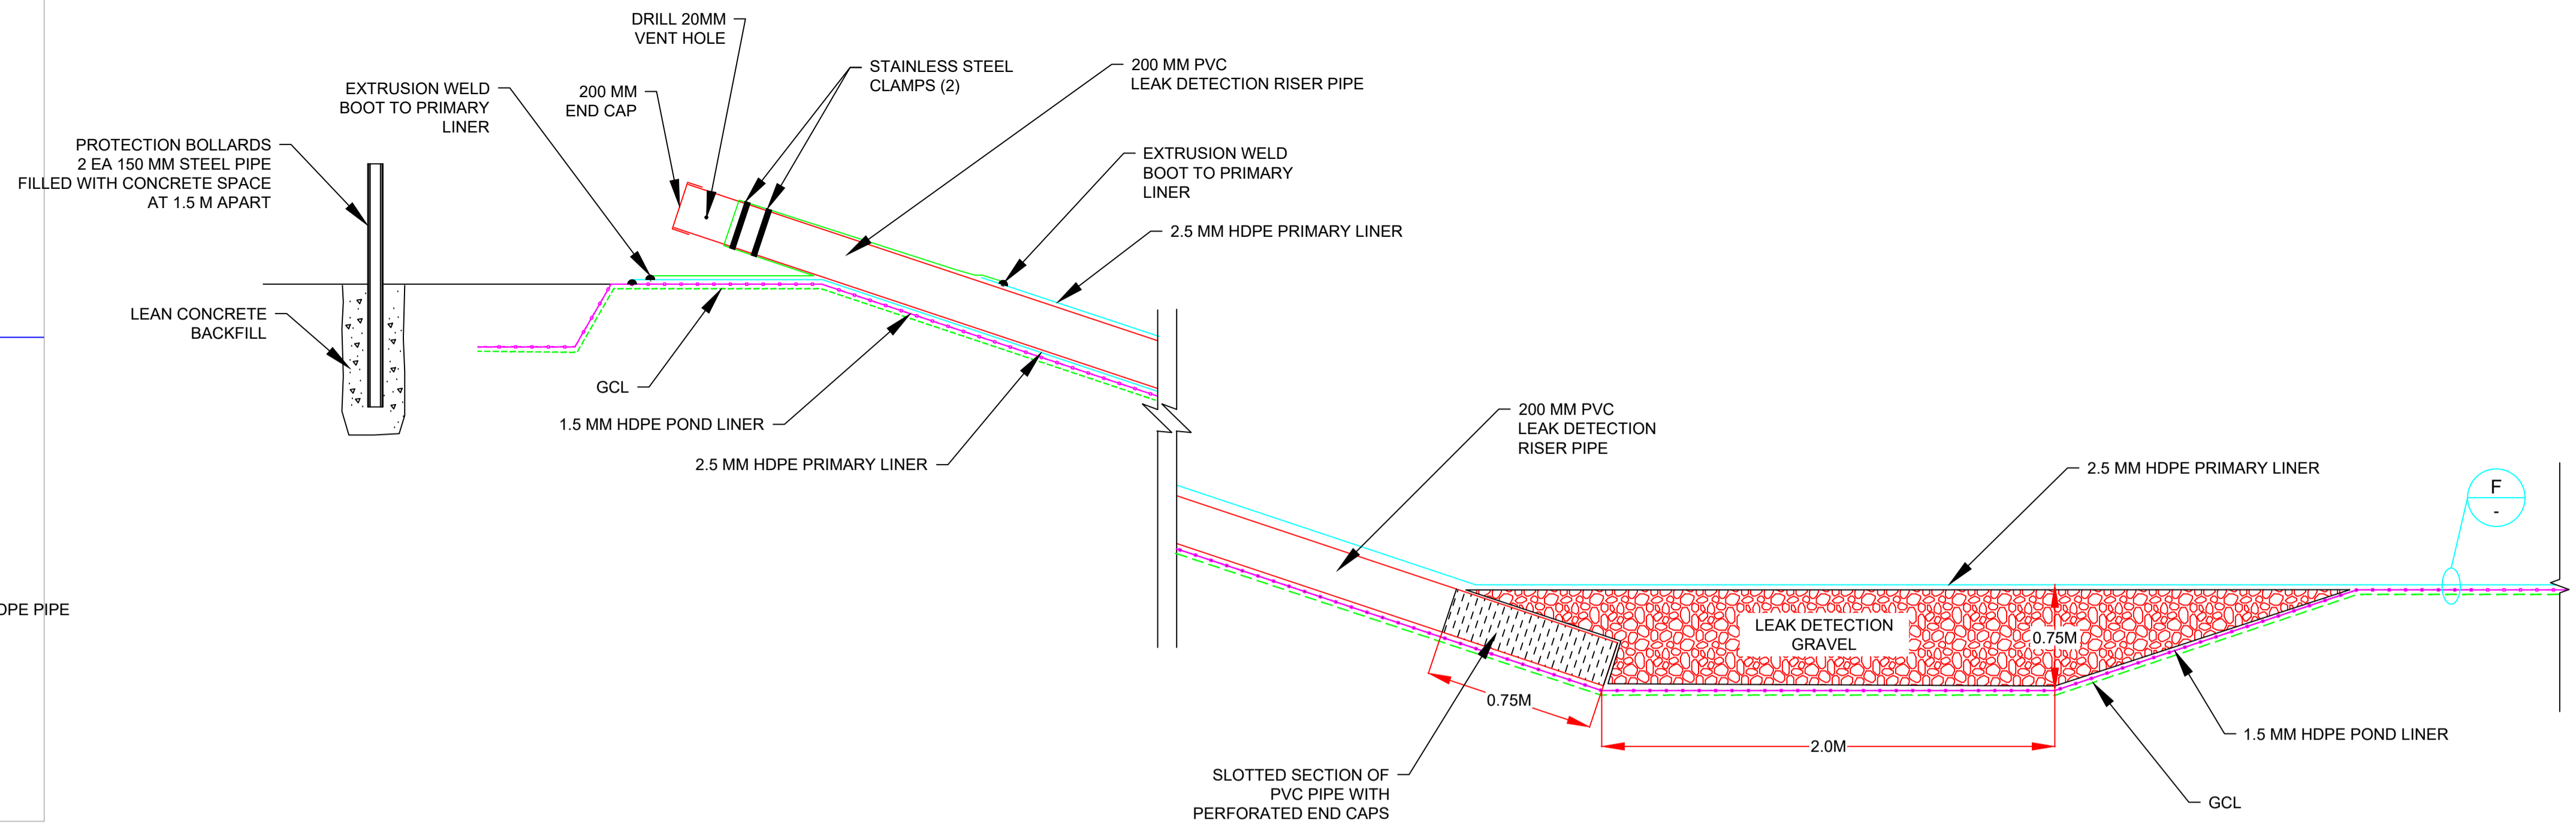 DRILL 20MM
VENT HOLE
STAINLESS STEEL
CLAMPS (2)
200 MM PVC
LEAK DETECTION RISER PIPE
EXTRUSION WELD
BOOT TO PRIMARY
LINER
200 MM
END CAP
PROTECTION BOLLARDS
2 EA 150 MM STEEL PIPE
FILLED WITH CONCRETE SPACE
AT 1.5 M APART
EXTRUSION WELD
BOOT TO PRIMARY
LINER
2.5 MM HDPE PRIMARY LINER
LEAN CONCRETE
BACKFILL
GCL
1.5 MM HDPE POND LINER
2.5 MM HDPE PRIMARY LINER
200 MM PVC
LEAK DETECTION
RISER PIPE
2.5 MM HDPE PRIMARY LINER
F
-
DPE PIPE
LEAK DETECTION
GRAVEL
0.75M
0.75M
2.0M
1.5 MM HDPE POND LINER
SLOTTED SECTION OF
PVC PIPE WITH
PERFORATED END CAPS
GCL